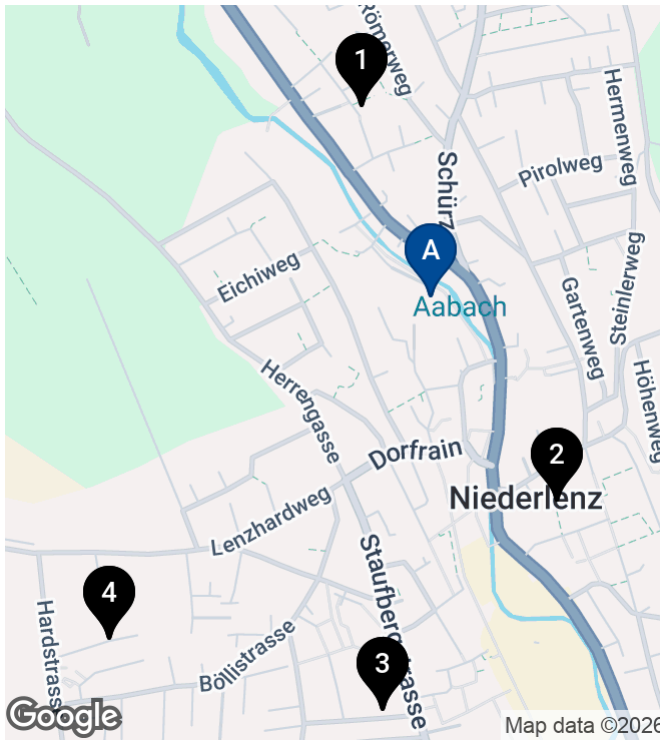 1
Römerweg
Hermenweg
Schürz
Pirolweg
A
Aabach
Eichiweg
Gartenweg
Steinlerweg
Höhenweg
Herrengasse
Dorfrain
2
Niederlenz
Lenzhardweg
Staufbergstrasse
4
Hardstrasse
Böllistrasse
3
Google
Map data ©2026